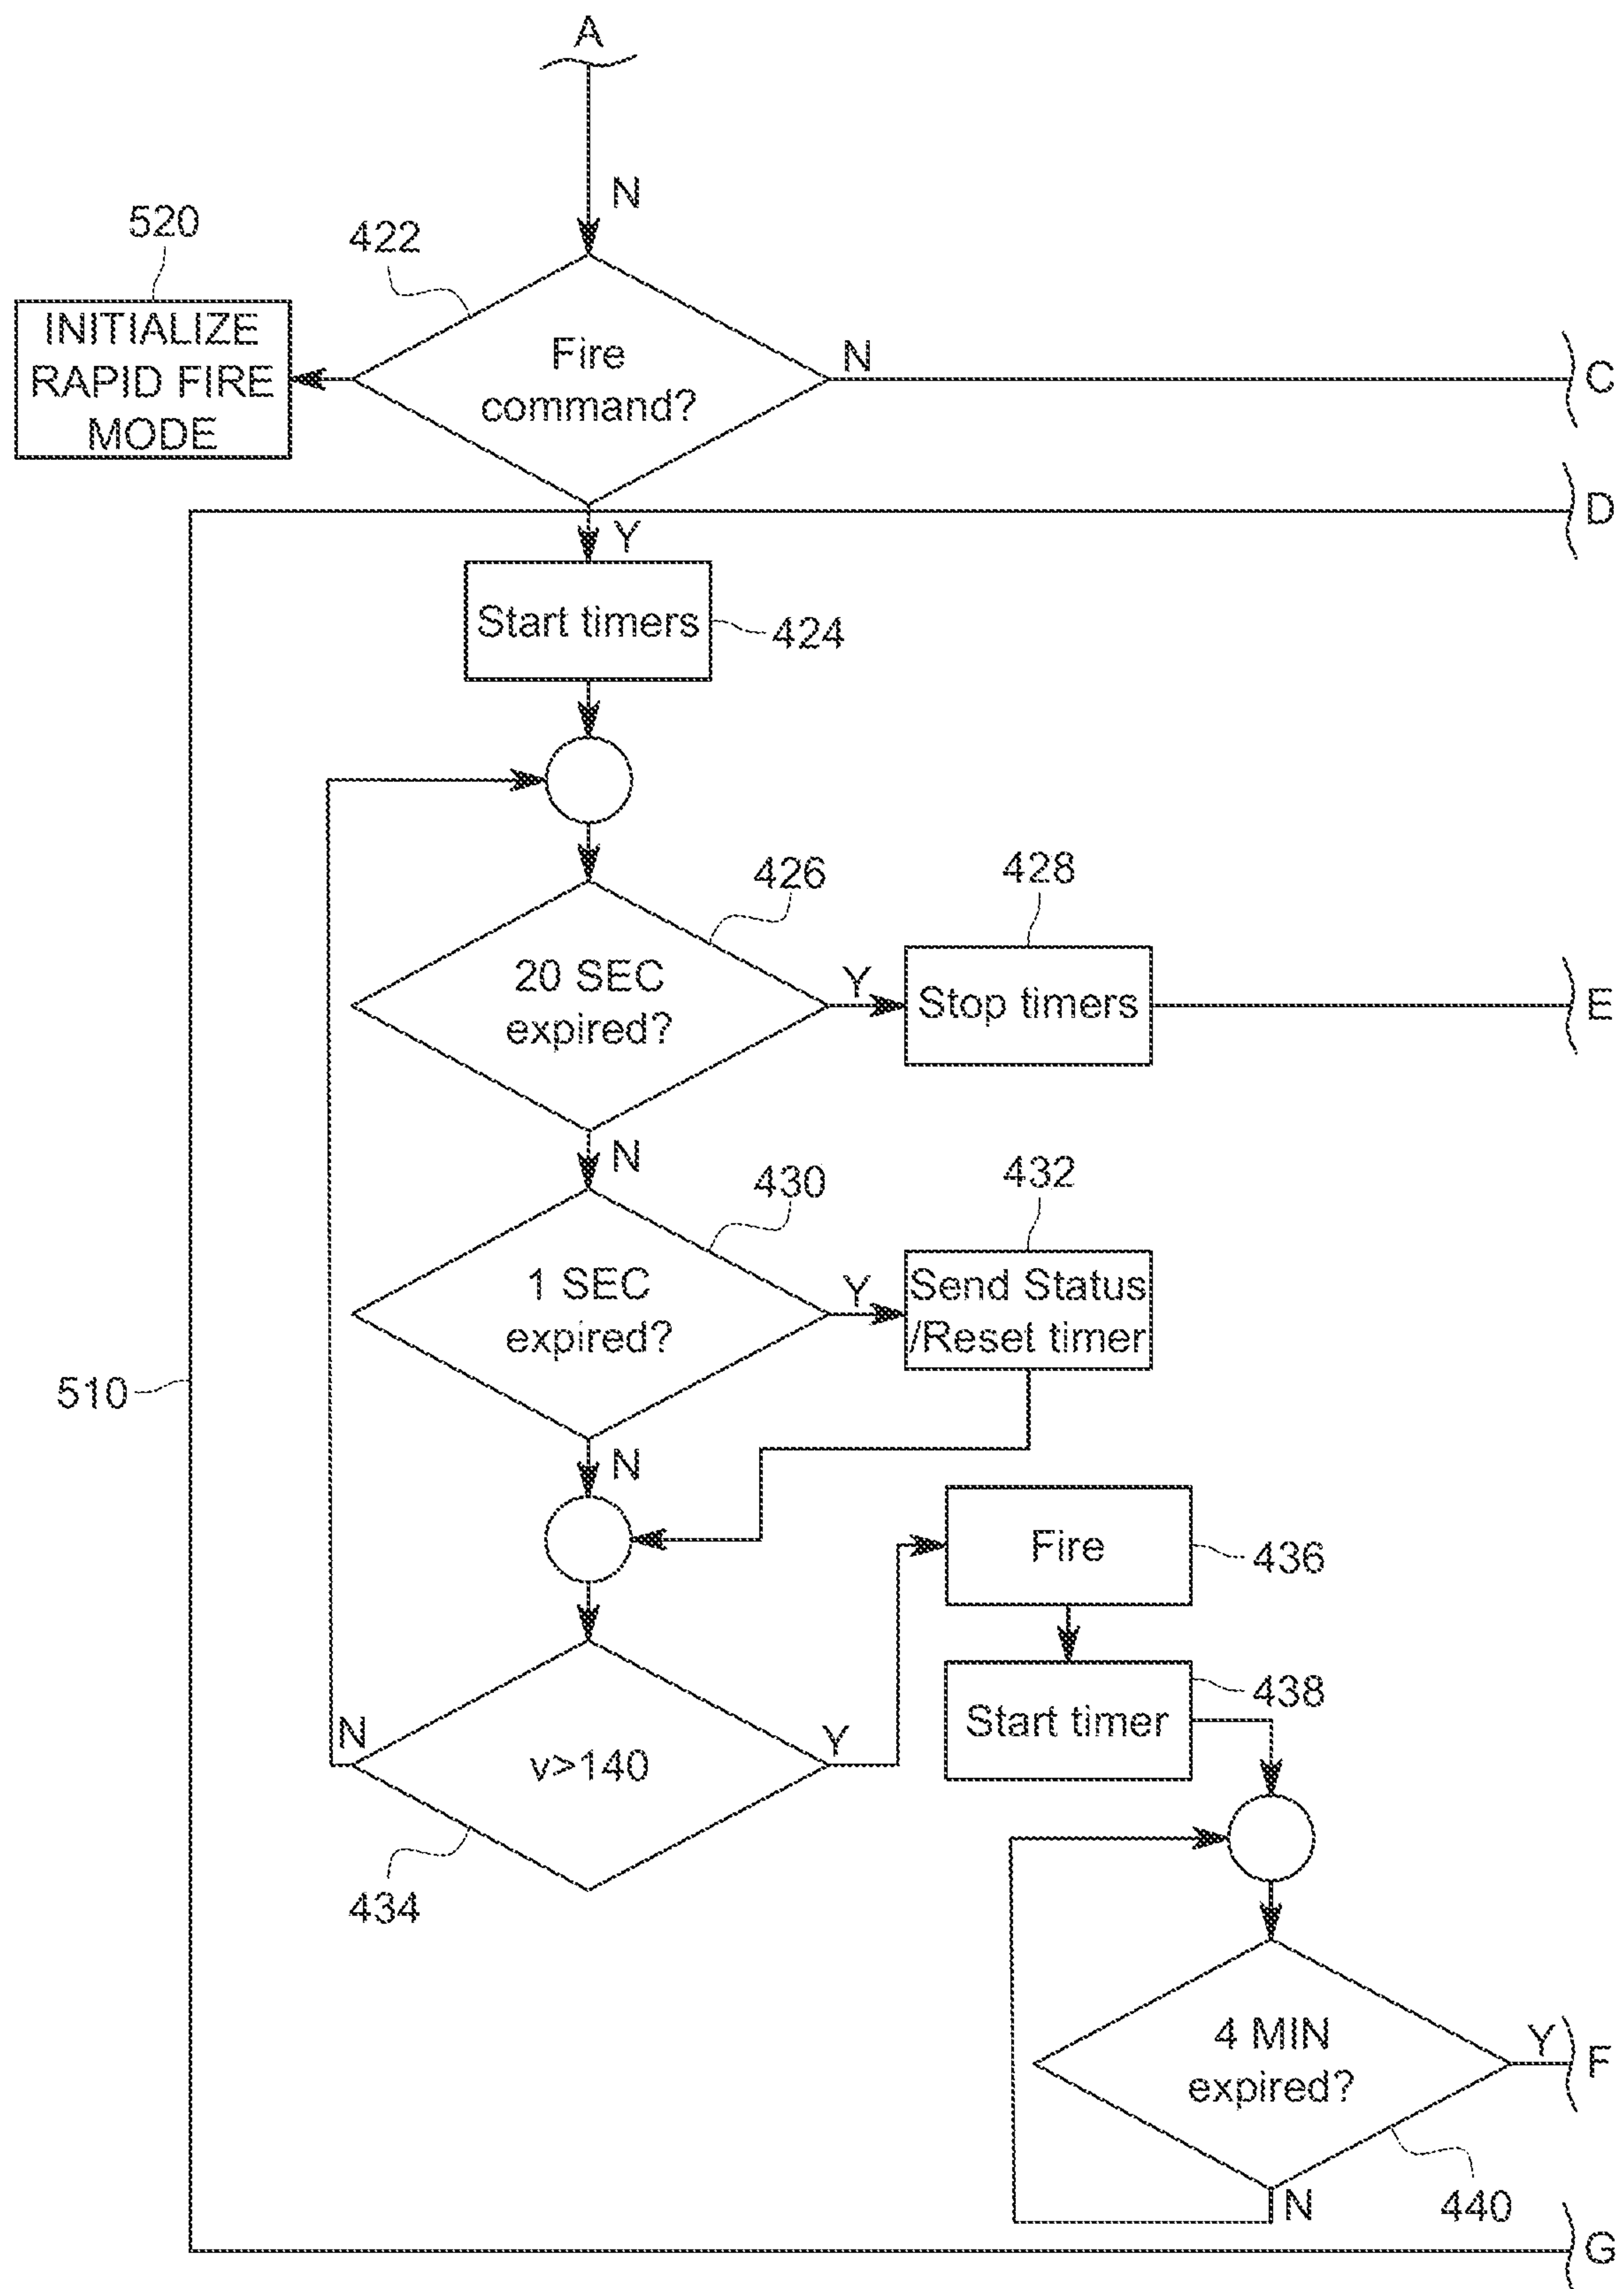 A
N
520
422
INITIALIZE
RAPID FIRE
MODE
Fire
command?
N
C
D
Y
Start timers
424
426
428
20 SEC
expired?
Y
Stop timers
E
N
430
432
1 SEC
expired?
Y
Send Status
/Reset timer
510
N
Fire
436
438
Start timer
N
v>140
Y
434
4 MIN
expired?
Y
F
N
440
G